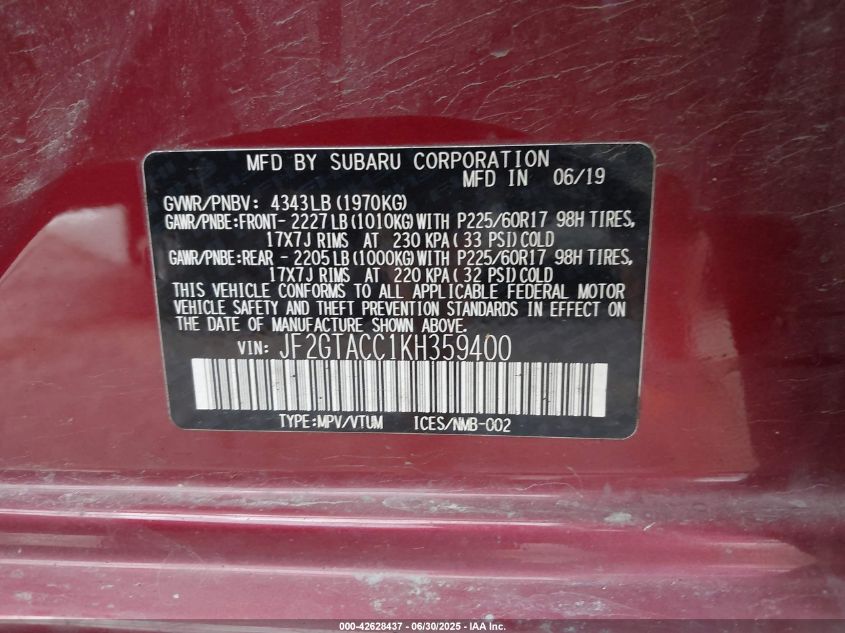 MFD BY SUBARU CORPORATION
MFD IN 06/19
GVWR/PNBV: 4343LB (1970KG)
GAWR/PNBE:FRONT- 2227LB (1010KG) WITH P225/60R17 98H TIRES,
17X7J RIMS AT 230 KPA ( 33 PSI) COLD
GAWR/PNBE:REAR - 2205LB (1000KG) WITH P225/60R17 98H TIRES,
17X7J RIMS AT 220 KPA ( 32 PSI) COLD
THIS VEHICLE CONFORMS TO ALL APPLICABLE FEDERAL MOTOR
VEHICLE SAFETY AND THEFT PREVENTION STANDARDS IN EFFECT ON
THE DATE OF MANUFACTURE SHOWN ABOVE.
VIN: JF2GTACC1KH359400
TYPE:MPV/VTUM ICES/NMB-002
000-42628437 - 06/30/2025 - IAA Inc.